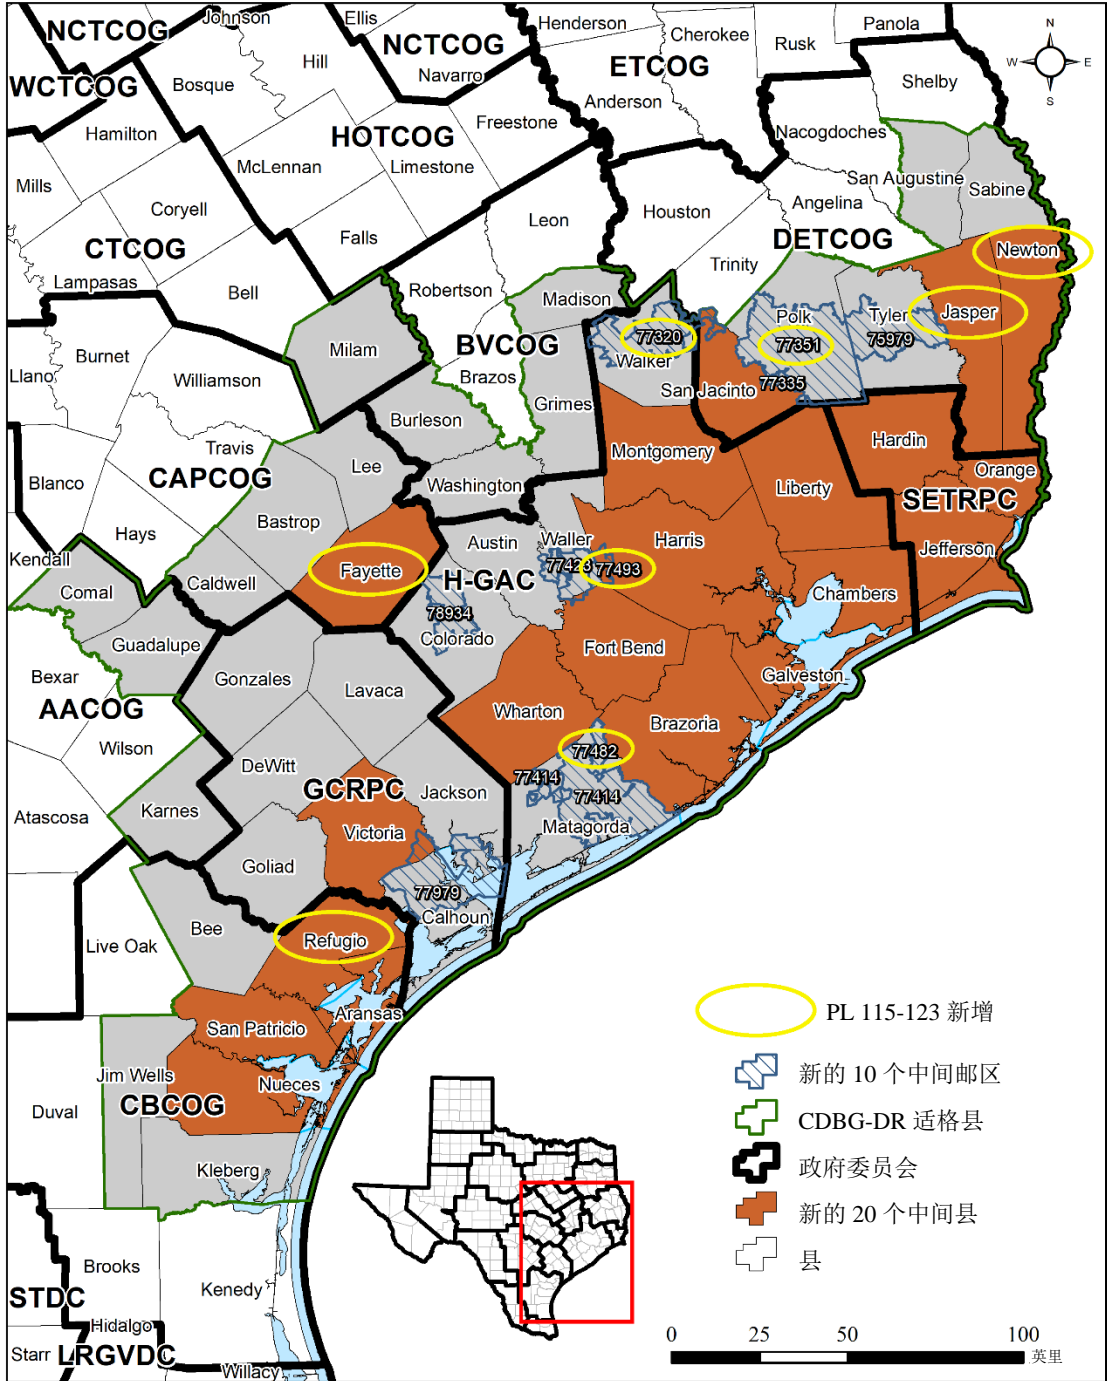 Johnson
Ellis
NCTCOG
NCTCOG
Henderson
Cherokee
Panola
Rusk
N
W
E
S
Hill
Navarro
ETCOG
WCTCOG
Bosque
Shelby
Anderson
Freestone
Hamilton
HOTCOG
Nacogdoches
McLennan
Limestone
Mills
San Augustine
Sabine
Coryell
Houston
Angelina
Leon
Falls
CTCOG
DETCOG
Newton
Trinity
Lampasas
Bell
Robertson
Madison
Jasper
Polk
Tyler
77320
77351
75979
Milam
BVCOG
Burnet
Walker
Llano
Williamson
Brazos
77335
San Jacinto
Grimes
Burleson
Hardin
Travis
Montgomery
Lee
CAPCOG
Orange
Blanco
Washington
Liberty
SETRPC
Bastrop
Hays
Austin
Waller
Harris
Jefferson
Kendall
Fayette
77423
77493
H-GAC
Caldwell
Comal
Chambers
78934
Colorado
Guadalupe
Fort Bend
Bexar
Gonzales
Galveston
Lavaca
AACOG
Wharton
Brazoria
Wilson
77482
DeWitt
77414
GCRPC
Jackson
77414
Karnes
Atascosa
Victoria
Matagorda
Goliad
77979
Calhoun
Bee
Refugio
Live Oak
Aransas
San Patricio
Jim Wells
Nueces
CBCOG
Duval
Kleberg
Brooks
Kenedy
STDC
Hidalgo
Starr
LRGVDC
Willacy
PL 115-123 新增
新的 10 个中间邮区
CDBG-DR 适格县
政府委员会
新的 20 个中间县
县
0
25
50
100
英里